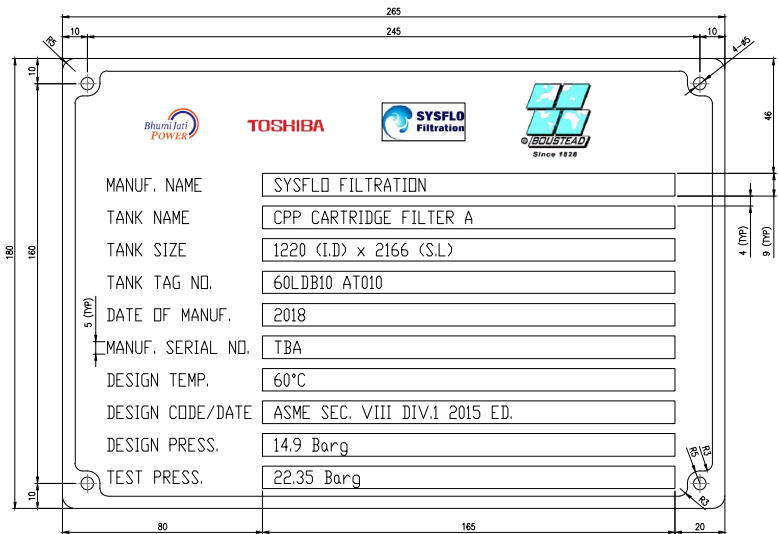 265
10 245 10
R5 4-ø5
10 46
Bhumi Jati
POWER
TOSHIBA
SYSFLO
Filtration
BOUSTEAD
Since 1828
MANUF. NAME SYSFLO FILTRATION
TANK NAME CPP CARTRIDGE FILTER A
4 (TYP) 9 (TYP)
180 160
TANK SIZE 1220 (I.D) x 2166 (S.L)
TANK TAG NO. 60LDB10 AT010
DATE OF MANUF. 2018
5 (TYP)
MANUF. SERIAL NO. TBA
DESIGN TEMP. 60°C
DESIGN CODE/DATE ASME SEC. VIII DIV.1 2015 ED.
DESIGN PRESS. 14.9 Barg
R5 R3
TEST PRESS. 22.35 Barg
10 R3
80 165 20